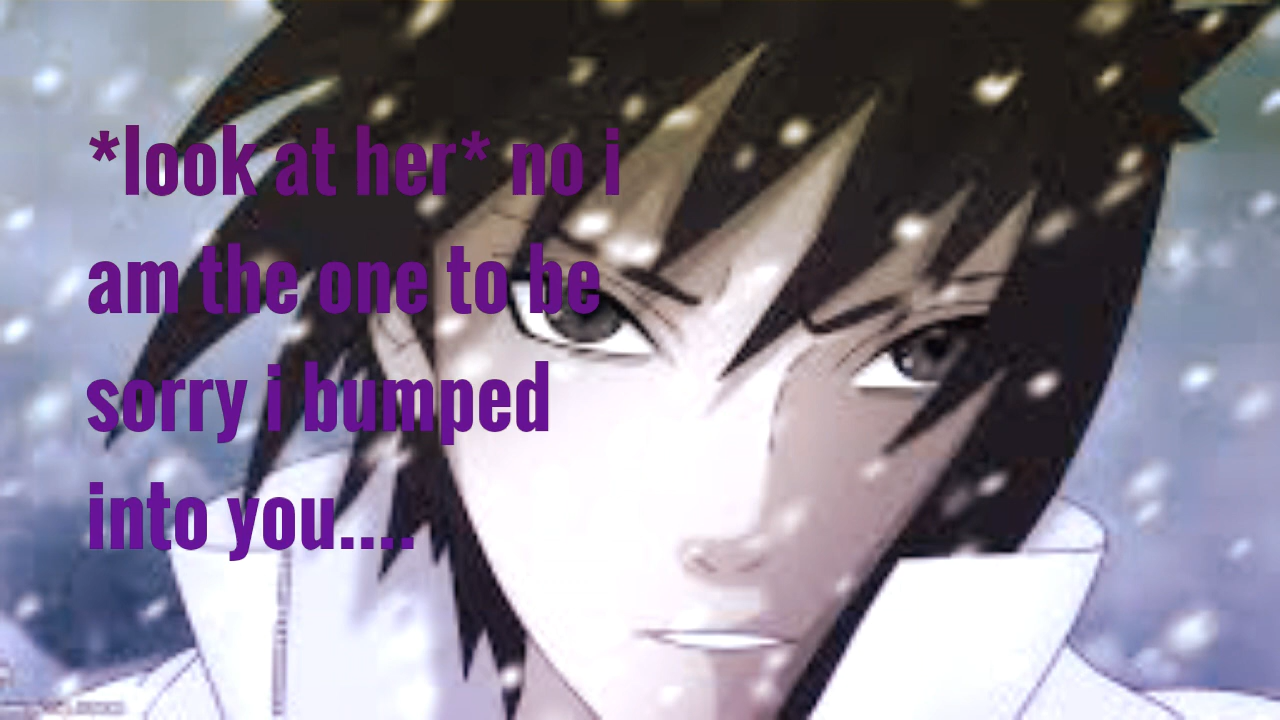 *look at her* no i
am the one to be
sorry i bumped
into you....